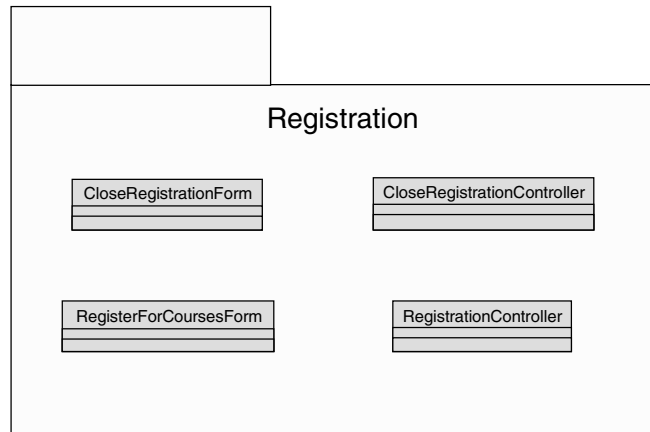 Registration
CloseRegistrationForm
CloseRegistrationController
RegisterForCoursesForm
RegistrationController